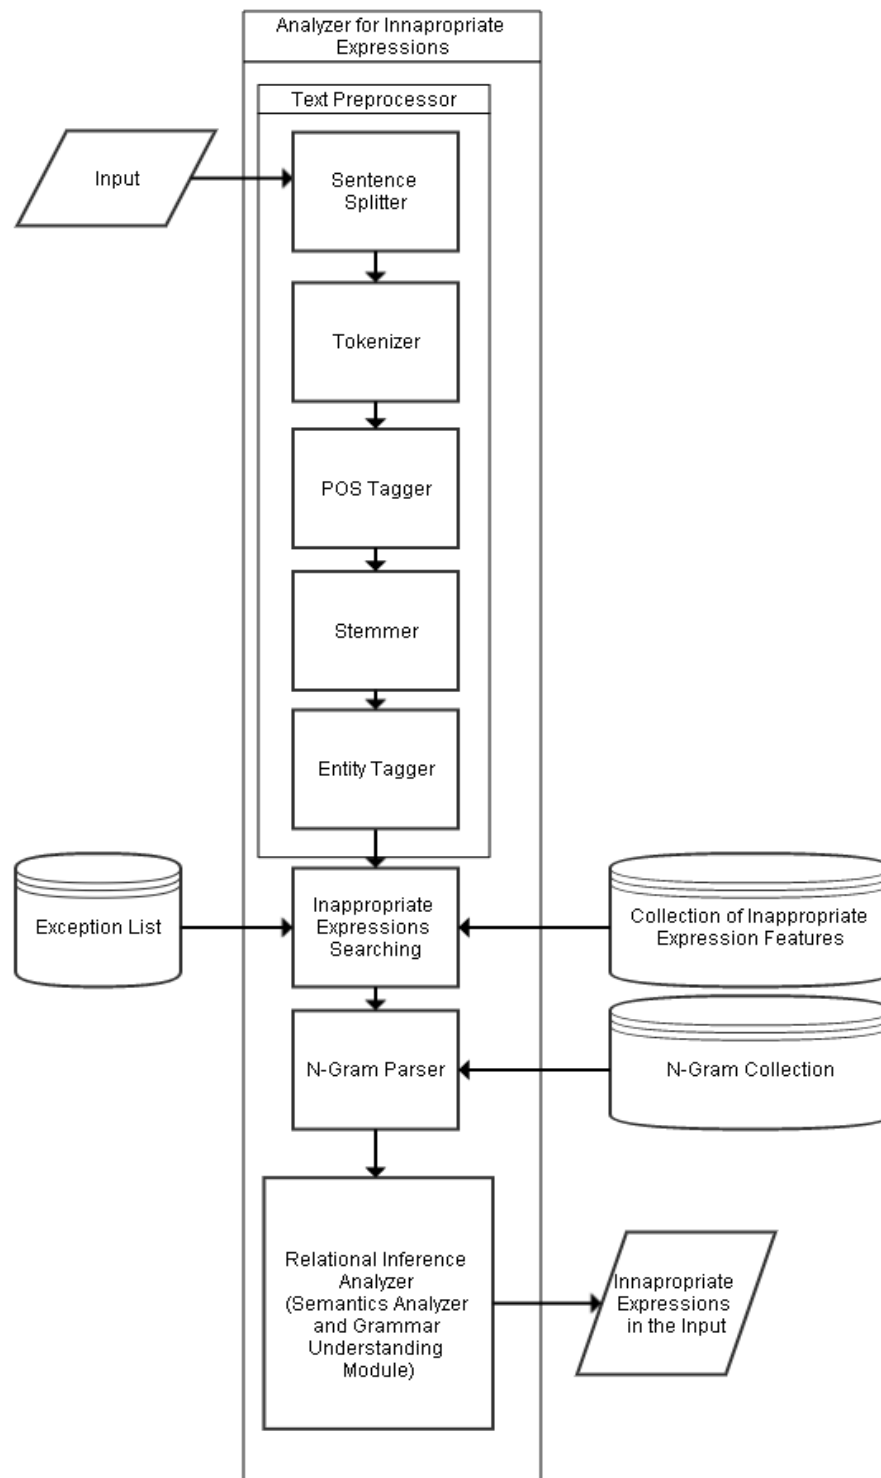 Analyzer for Innapropriate
Expressions
Text Preprocessor
Input
Sentence
Splitter
Tokenizer
POS Tagger
Stemmer
Entity Tagger
Exception List
Inappropriate
Expressions
Searching
Collection of Inappropriate
Expression Features
N-Gram Parser
N-Gram Collection
Relational Inference
Analyzer
(Semantics Analyzer
and Grammar
Understanding
Module)
Innapropriate
Expressions
in the Input